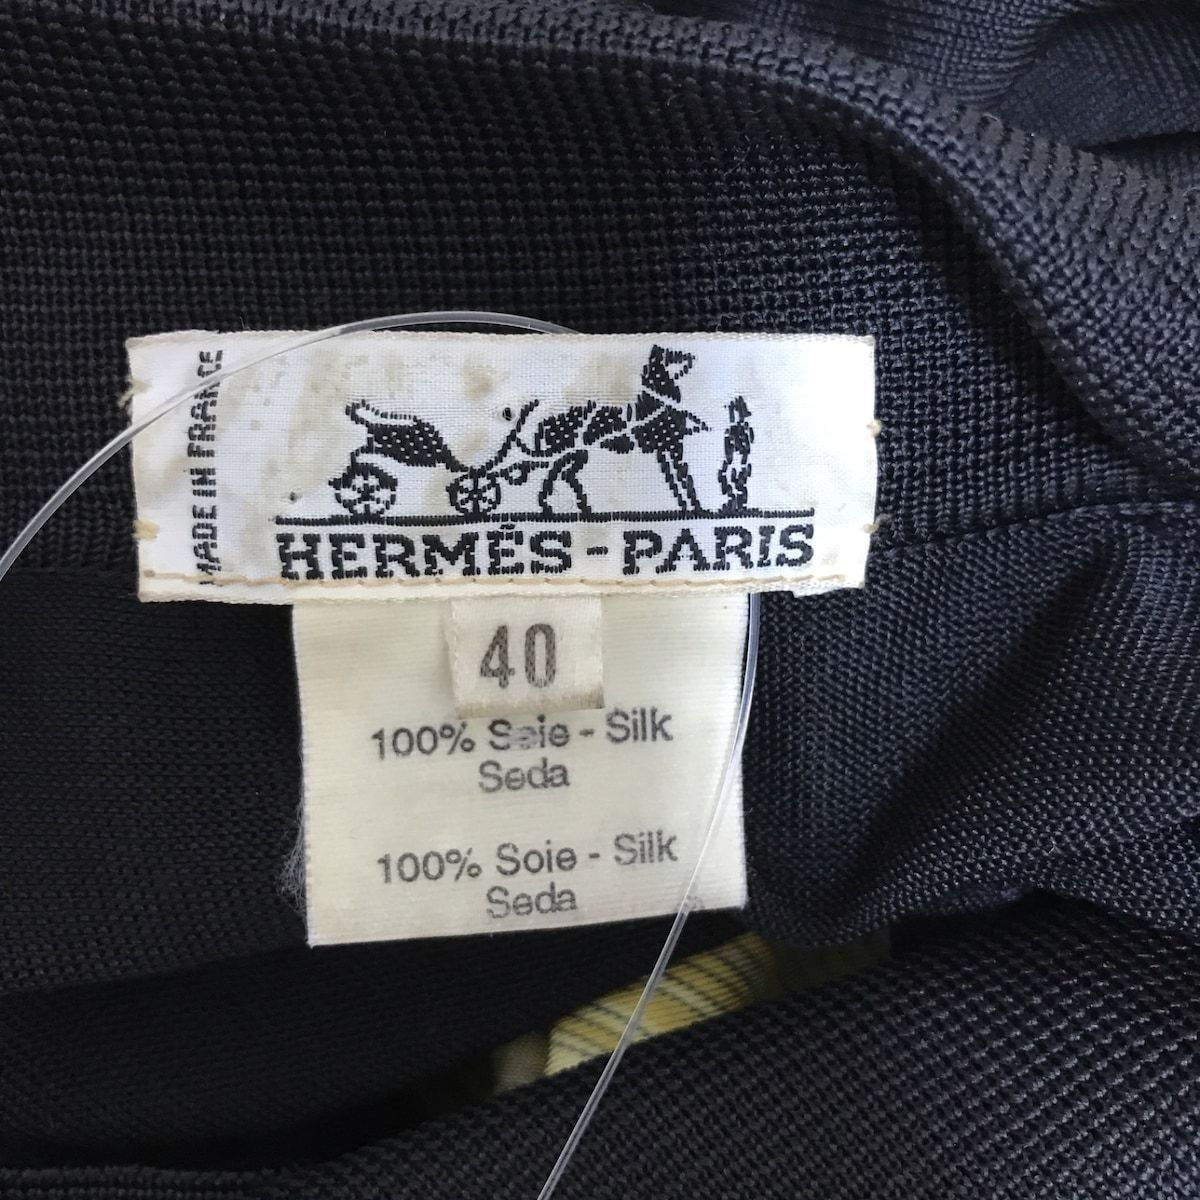 MADE IN FRANCE
HERMÈS-PARIS
40
100% Soie - Silk
Seda
100% Soie - Silk
Seda